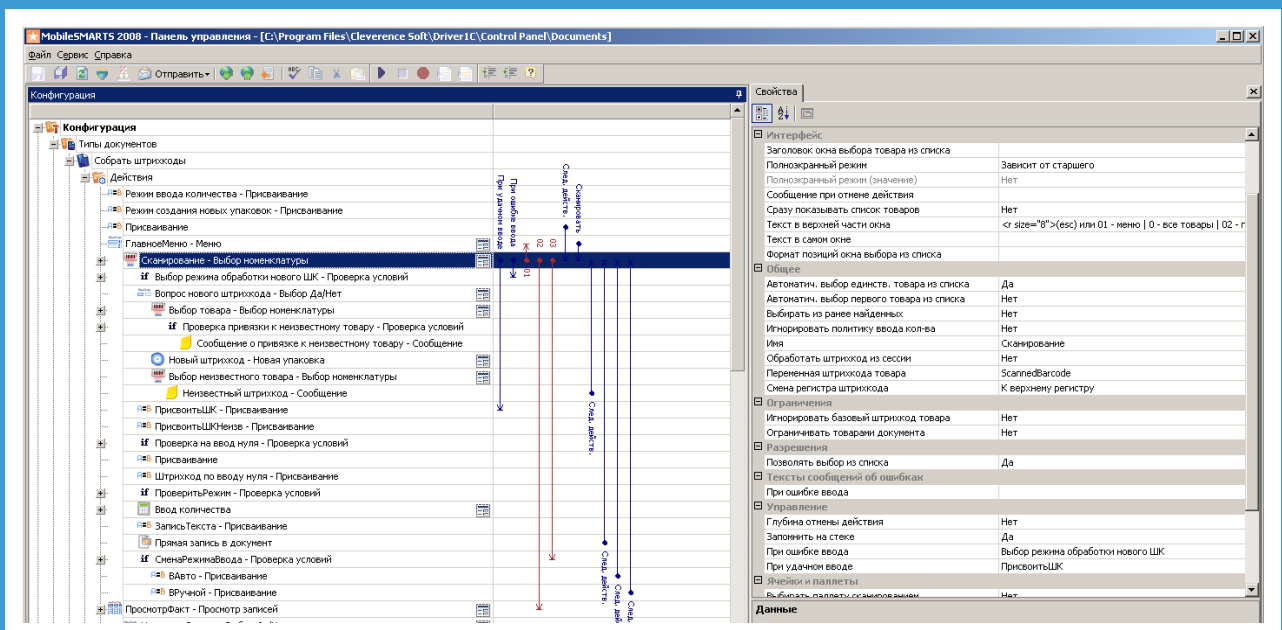 MobileSMARTS 2008 - Панель управления - [C:\Program Files\Cleverence Soft\Driver1C\Control Panel\Documents]
Файл Сервис Справка
Отправить
Конфигурация
Конфигурация
Типы документов
Собрать штрихкоды
Действия
Режим ввода количества - Присваивание
Режим создания новых упаковок - Присваивание
Присваивание
ГлавноеМеню - Меню
Сканирование - Выбор номенклатуры
if Выбор режима обработки нового ШК - Проверка условий
Вопрос нового штрихкода - Выбор Да/Нет
Выбор товара - Выбор номенклатуры
if Проверка привязки к неизвестному товару - Проверка условий
Сообщение о привязке к неизвестному товару - Сообщение
Новый штрихкод - Новая упаковка
Выбор неизвестного товара - Выбор номенклатуры
Неизвестный штрихкод - Сообщение
ПрисвоитьШК - Присваивание
ПрисвоитьШКНеизв - Присваивание
if Проверка на ввод нуля - Проверка условий
Присваивание
Штрихкод по вводу нуля - Присваивание
if ПроверитьРежим - Проверка условий
Ввод количества
ЗаписьТекста - Присваивание
Прямая запись в документ
if СменаРежимаВвода - Проверка условий
ВАвто - Присваивание
ВРучной - Присваивание
ПросмотрФакт - Просмотр записей
При удачном вводе
При ошибке ввода
01
02
03
След. действ.
Сканировать
След. действ.
След. действ.
След. дей
След.
Свойства
Интерфейс
Заголовок окна выбора товара из списка
Полноэкранный режим Зависит от старшего
Полноэкранный режим (значение) Нет
Сообщение при отмене действия
Сразу показывать список товаров Нет
Текст в верхней части окна <r size="8">(esc) или 01 - меню | 0 - все товары | 02 - г
Текст в самом окне
Формат позиций окна выбора из списка
Общее
Автоматич. выбор единств. товара из списка Да
Автоматич. выбор первого товара из списка Нет
Выбирать из ранее найденных Нет
Игнорировать политику ввода кол-ва Нет
Имя Сканирование
Обработать штрихкод из сессии Нет
Переменная штрихкода товара ScannedBarcode
Смена регистра штрихкода К верхнему регистру
Ограничения
Игнорировать базовый штрихкод товара Нет
Ограничивать товарами документа Нет
Разрешения
Позволять выбор из списка Да
Тексты сообщений об ошибках
При ошибке ввода
Управление
Глубина отмены действия Нет
Запомнить на стеке Да
При ошибке ввода Выбор режима обработки нового ШК
При удачном вводе ПрисвоитьШК
Ячейки и паллеты
Выбирать паллету сканированием Нет
Данные